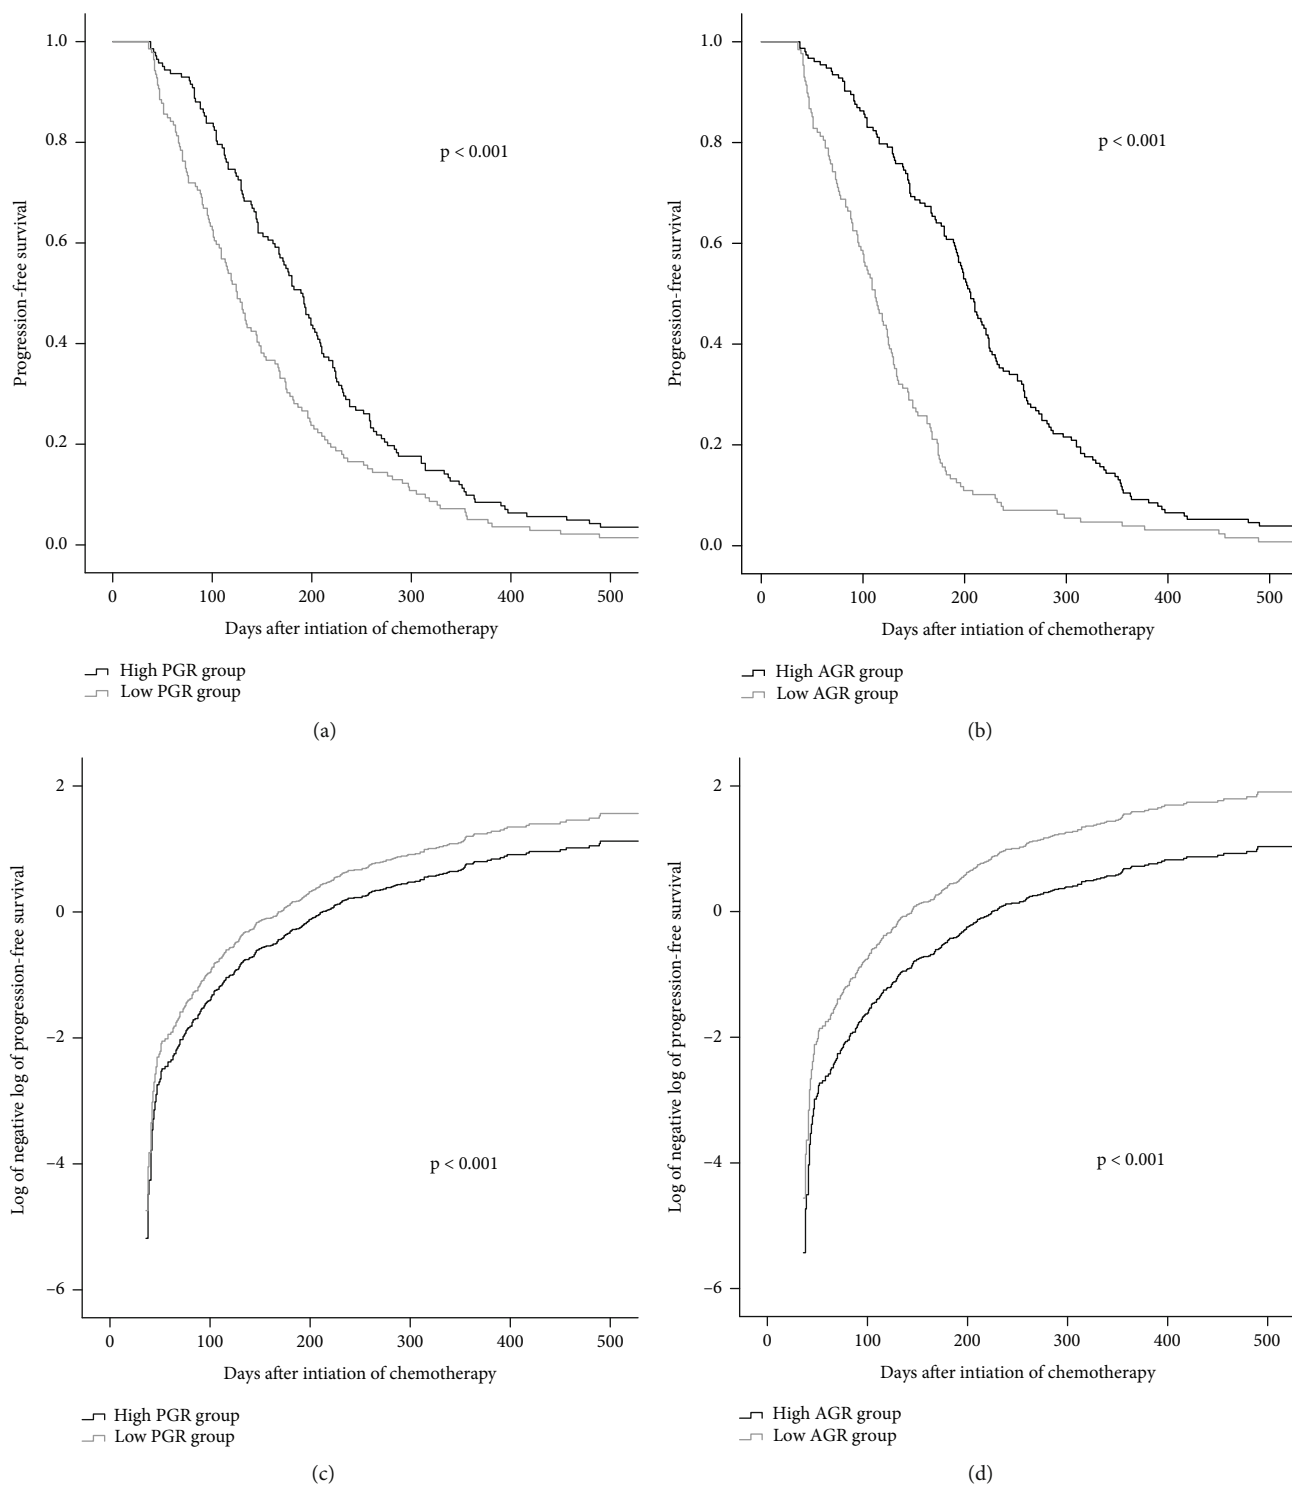 1.0
0.8
0.6
0.4
0.2
0.0
Progression-free survival
p < 0.001
0 100 200 300 400 500
Days after intiation of chemotherapy
High PGR group
Low PGR group
(a)
1.0
0.8
0.6
0.4
0.2
0.0
Progression-free survival
p < 0.001
0 100 200 300 400 500
Days after intiation of chemotherapy
High AGR group
Low AGR group
(b)
2
0
−2
−4
−6
Log of negative log of progression-free survival
p < 0.001
0 100 200 300 400 500
Days after intiation of chemotherapy
High PGR group
Low PGR group
(c)
2
0
−2
−4
−6
Log of negative log of progression-free survival
p < 0.001
0 100 200 300 400 500
Days after intiation of chemotherapy
High AGR group
Low AGR group
(d)